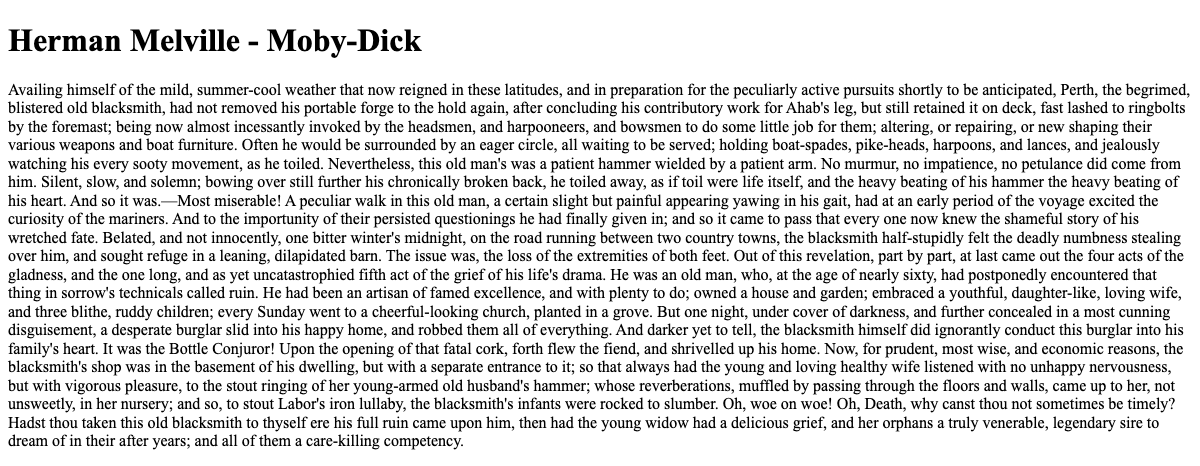 Herman Melville - Moby-Dick
Availing himself of the mild, summer-cool weather that now reigned in these latitudes, and in preparation for the peculiarly active pursuits shortly to be anticipated, Perth, the begrimed,
blistered old blacksmith, had not removed his portable forge to the hold again, after concluding his contributory work for Ahab's leg, but still retained it on deck, fast lashed to ringbolts
by the foremast; being now almost incessantly invoked by the headsmen, and harpooneers, and bowsmen to do some little job for them; altering, or repairing, or new shaping their
various weapons and boat furniture. Often he would be surrounded by an eager circle, all waiting to be served; holding boat-spades, pike-heads, harpoons, and lances, and jealously
watching his every sooty movement, as he toiled. Nevertheless, this old man's was a patient hammer wielded by a patient arm. No murmur, no impatience, no petulance did come from
him. Silent, slow, and solemn; bowing over still further his chronically broken back, he toiled away, as if toil were life itself, and the heavy beating of his hammer the heavy beating of
his heart. And so it was.—Most miserable! A peculiar walk in this old man, a certain slight but painful appearing yawing in his gait, had at an early period of the voyage excited the
curiosity of the mariners. And to the importunity of their persisted questionings he had finally given in; and so it came to pass that every one now knew the shameful story of his
wretched fate. Belated, and not innocently, one bitter winter's midnight, on the road running between two country towns, the blacksmith half-stupidly felt the deadly numbness stealing
over him, and sought refuge in a leaning, dilapidated barn. The issue was, the loss of the extremities of both feet. Out of this revelation, part by part, at last came out the four acts of the
gladness, and the one long, and as yet uncatastrophied fifth act of the grief of his life's drama. He was an old man, who, at the age of nearly sixty, had postponedly encountered that
thing in sorrow's technicals called ruin. He had been an artisan of famed excellence, and with plenty to do; owned a house and garden; embraced a youthful, daughter-like, loving wife,
and three blithe, ruddy children; every Sunday went to a cheerful-looking church, planted in a grove. But one night, under cover of darkness, and further concealed in a most cunning
disguisement, a desperate burglar slid into his happy home, and robbed them all of everything. And darker yet to tell, the blacksmith himself did ignorantly conduct this burglar into his
family's heart. It was the Bottle Conjuror! Upon the opening of that fatal cork, forth flew the fiend, and shrivelled up his home. Now, for prudent, most wise, and economic reasons, the
blacksmith's shop was in the basement of his dwelling, but with a separate entrance to it; so that always had the young and loving healthy wife listened with no unhappy nervousness,
but with vigorous pleasure, to the stout ringing of her young-armed old husband's hammer; whose reverberations, muffled by passing through the floors and walls, came up to her, not
unsweetly, in her nursery; and so, to stout Labor's iron lullaby, the blacksmith's infants were rocked to slumber. Oh, woe on woe! Oh, Death, why canst thou not sometimes be timely?
Hadst thou taken this old blacksmith to thyself ere his full ruin came upon him, then had the young widow had a delicious grief, and her orphans a truly venerable, legendary sire to
dream of in their after years; and all of them a care-killing competency.